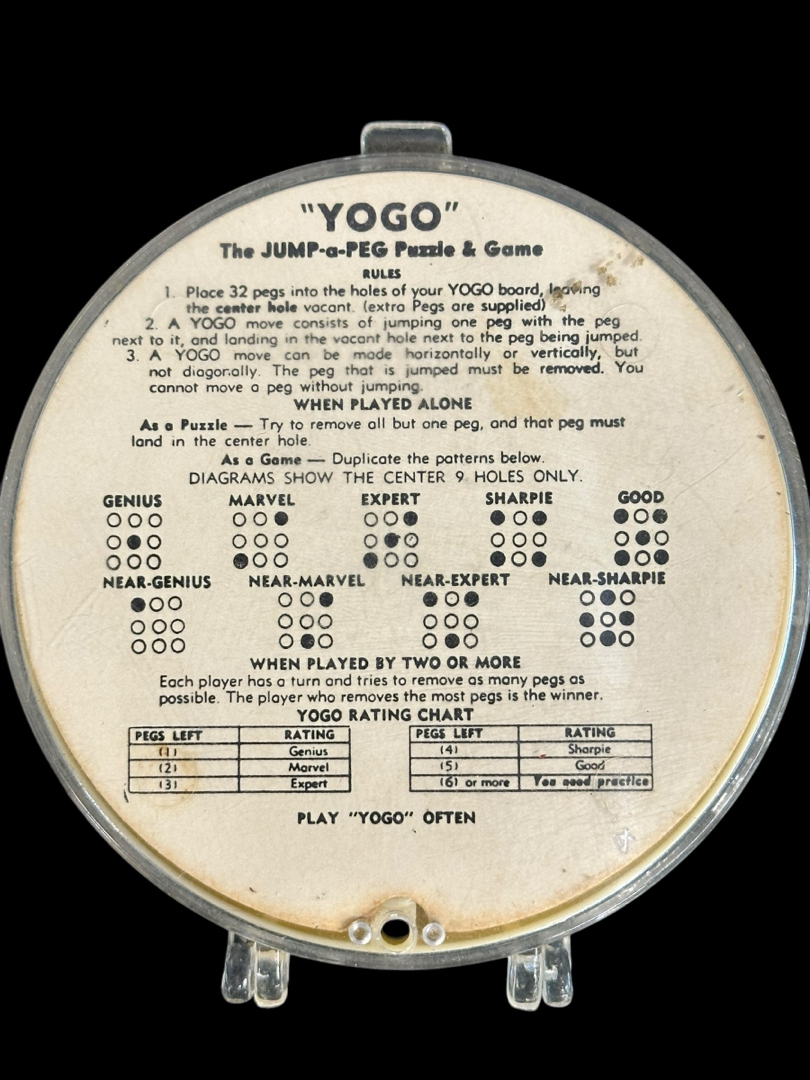 "YOGO"
The JUMP-a-PEG Puzzle & Game
RULES
1. Place 32 pegs into the holes of your YOGO board, leaving
the center hole vacant. (extra Pegs are supplied)
2. A YOGO move consists of jumping one peg with the peg
next to it, and landing in the vacant hole next to the peg being jumped.
3. A YOGO move can be made horizontally or vertically, but
not diagonally. The peg that is jumped must be removed. You
cannot move a peg without jumping.
WHEN PLAYED ALONE
As a Puzzle — Try to remove all but one peg, and that peg must
land in the center hole.
As a Game — Duplicate the patterns below.
DIAGRAMS SHOW THE CENTER 9 HOLES ONLY.
GENIUS MARVEL EXPERT SHARPIE GOOD
NEAR-GENIUS NEAR-MARVEL NEAR-EXPERT NEAR-SHARPIE
WHEN PLAYED BY TWO OR MORE
Each player has a turn and tries to remove as many pegs as
possible. The player who removes the most pegs is the winner.
YOGO RATING CHART
PEGS LEFT RATING PEGS LEFT RATING
(1) Genius (4) Sharpie
(2) Marvel (5) Good
(3) Expert (6) or more You need practice
PLAY "YOGO" OFTEN